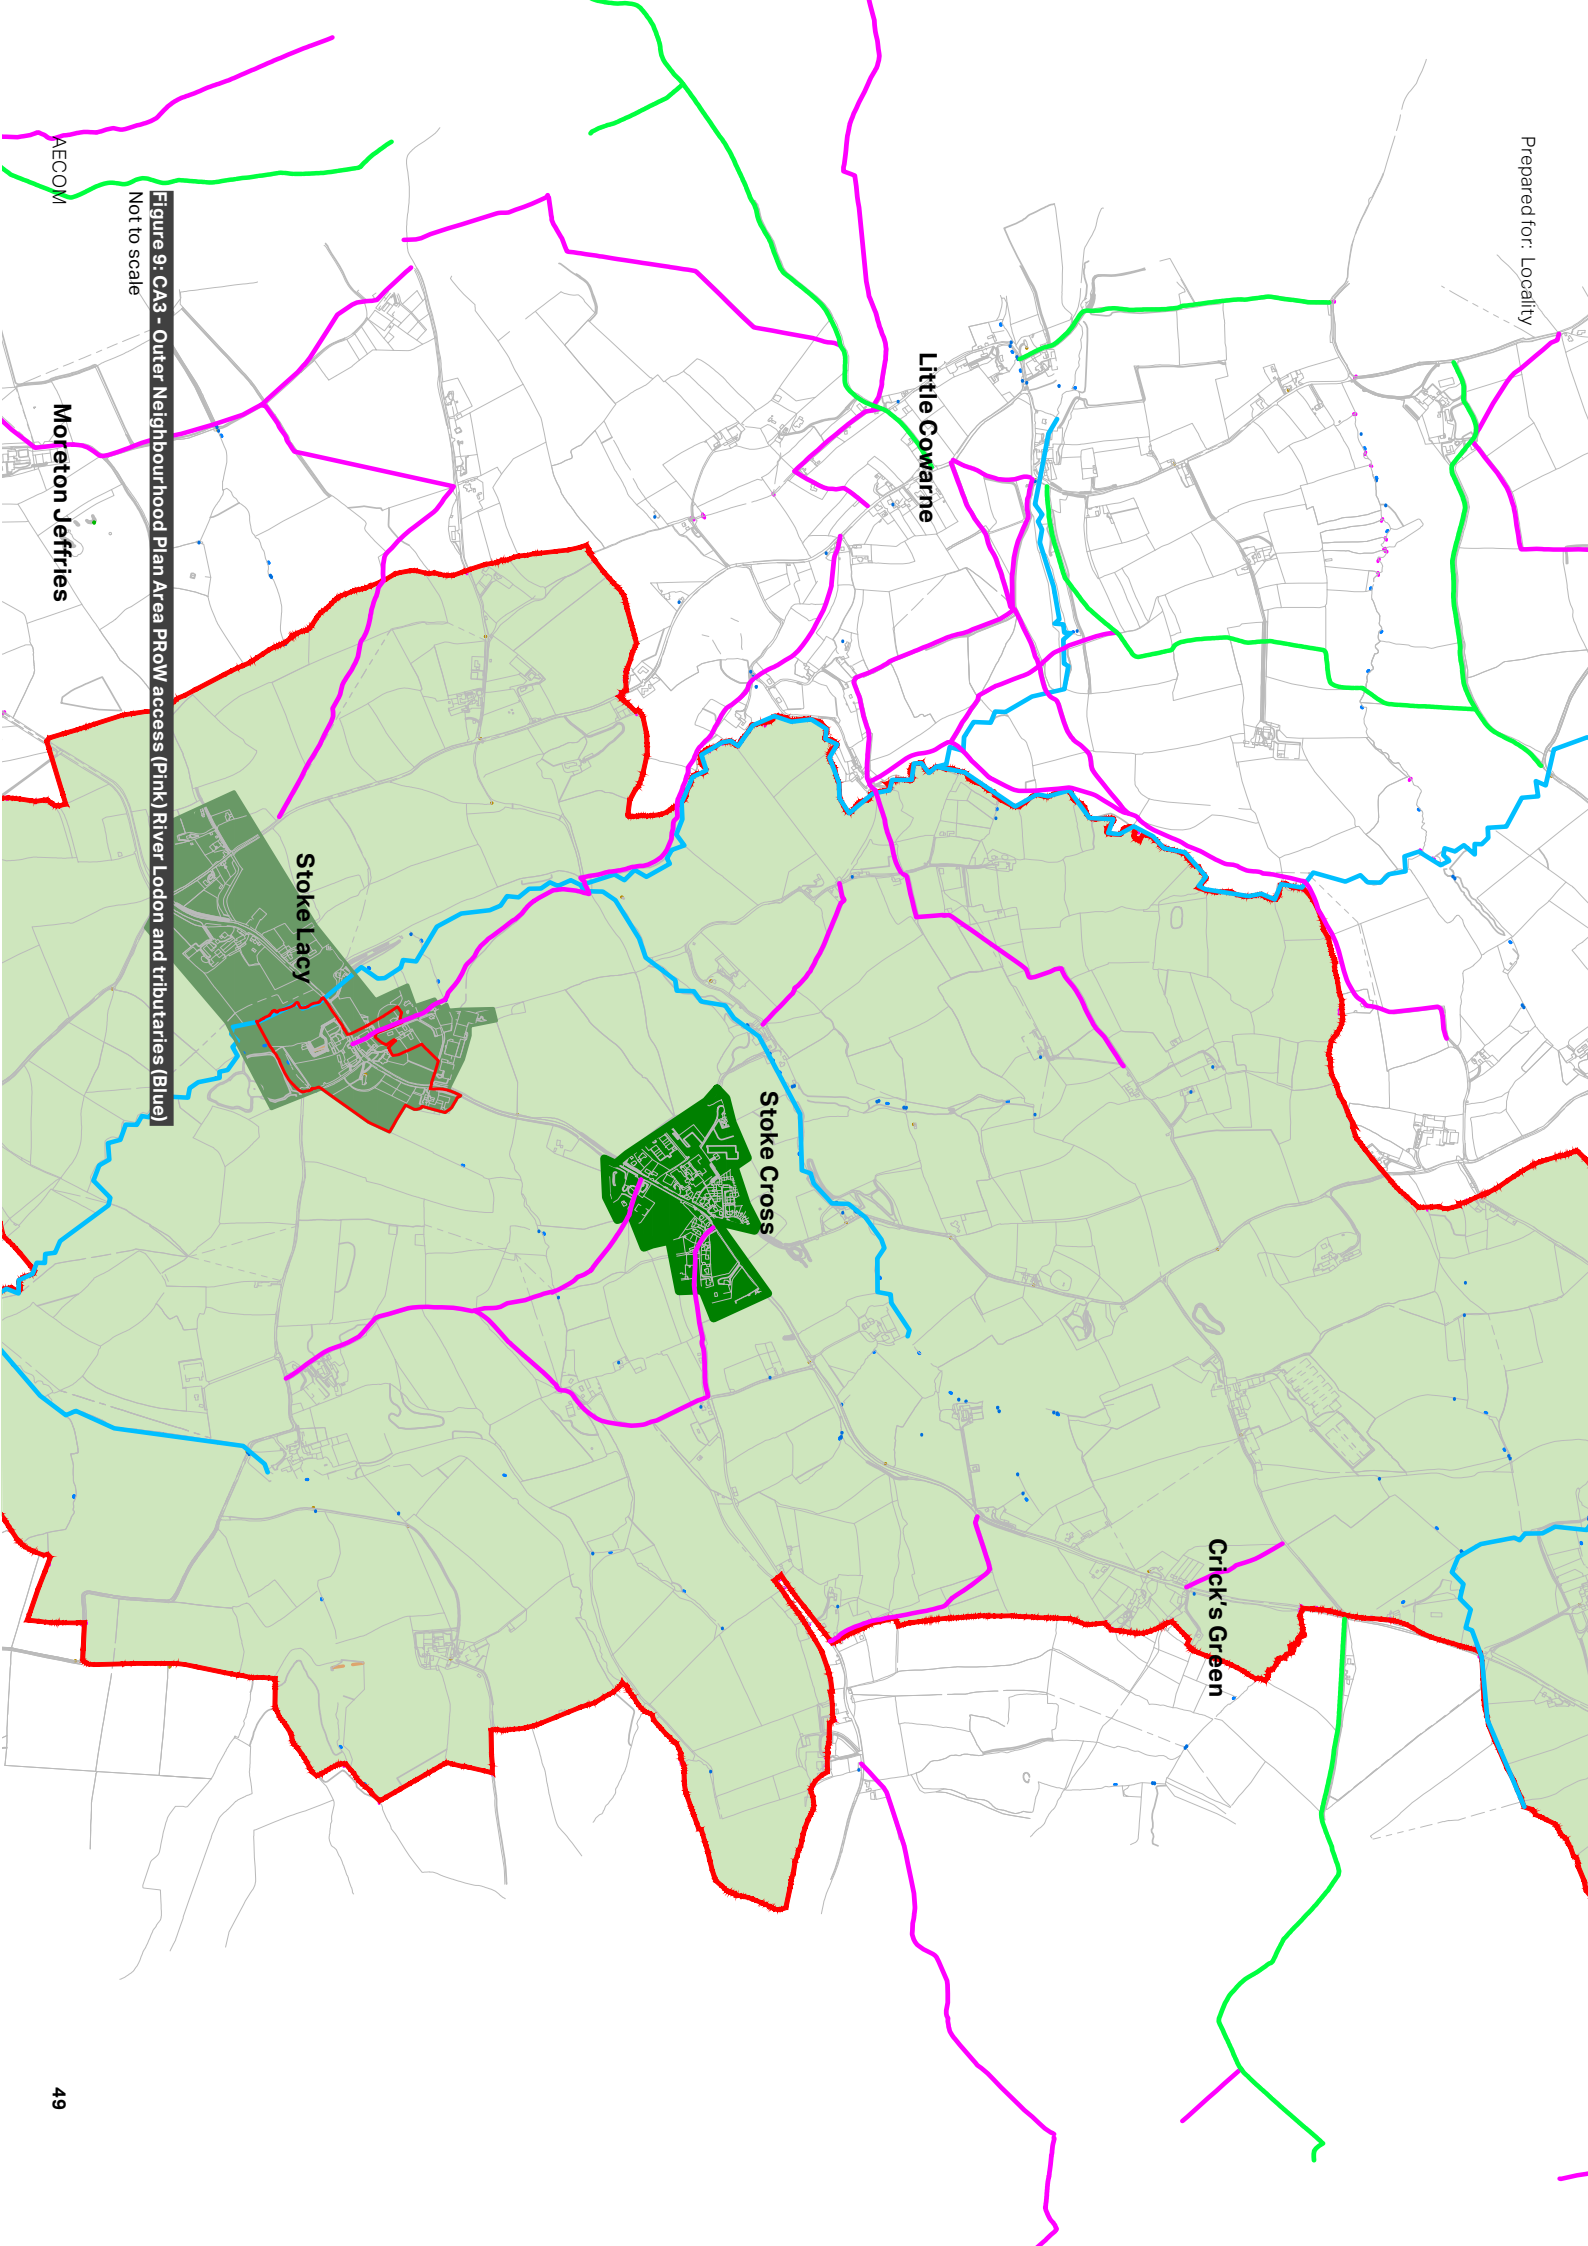 Prepared for: Locality
Crick's Green
Little Cowarne
Stoke Cross
Stoke Lacy
Figure 9: CA3 - Outer Neighbourhood Plan Area PRoW access (Pink) River Lodon and tributaries (Blue)
Not to scale
Moreton Jeffries
AECOM
49